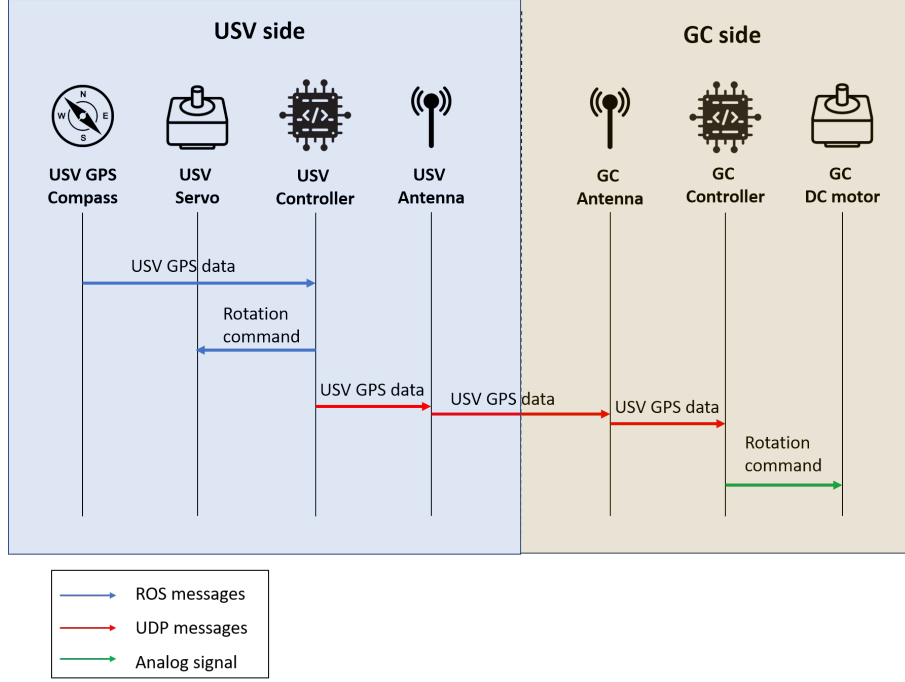 USV side
GC side
N
W
E
S
</>
</>
USV GPS
Compass
USV
Servo
USV
Controller
USV
Antenna
GC
Antenna
GC
Controller
GC
DC motor
USV GPS data
Rotation
command
USV GPS data
USV GPS data
USV GPS data
Rotation
command
ROS messages
UDP messages
Analog signal